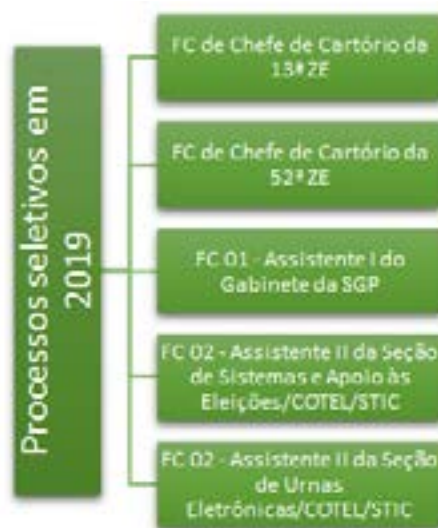 Processos seletivos em
2019
FC de Chefe de Cartório da
13ª ZE
FC de Chefe de Cartório da
52ª ZE
FC 01 - Assistente I do
Gabinete da SGP
FC 02 - Assistente II da Seção
de Sistemas e Apoio às
Eleições/COTEL/STIC
FC 02 - Assistente II da Seção
de Urnas
Eletrônicas/COTEL/STIC